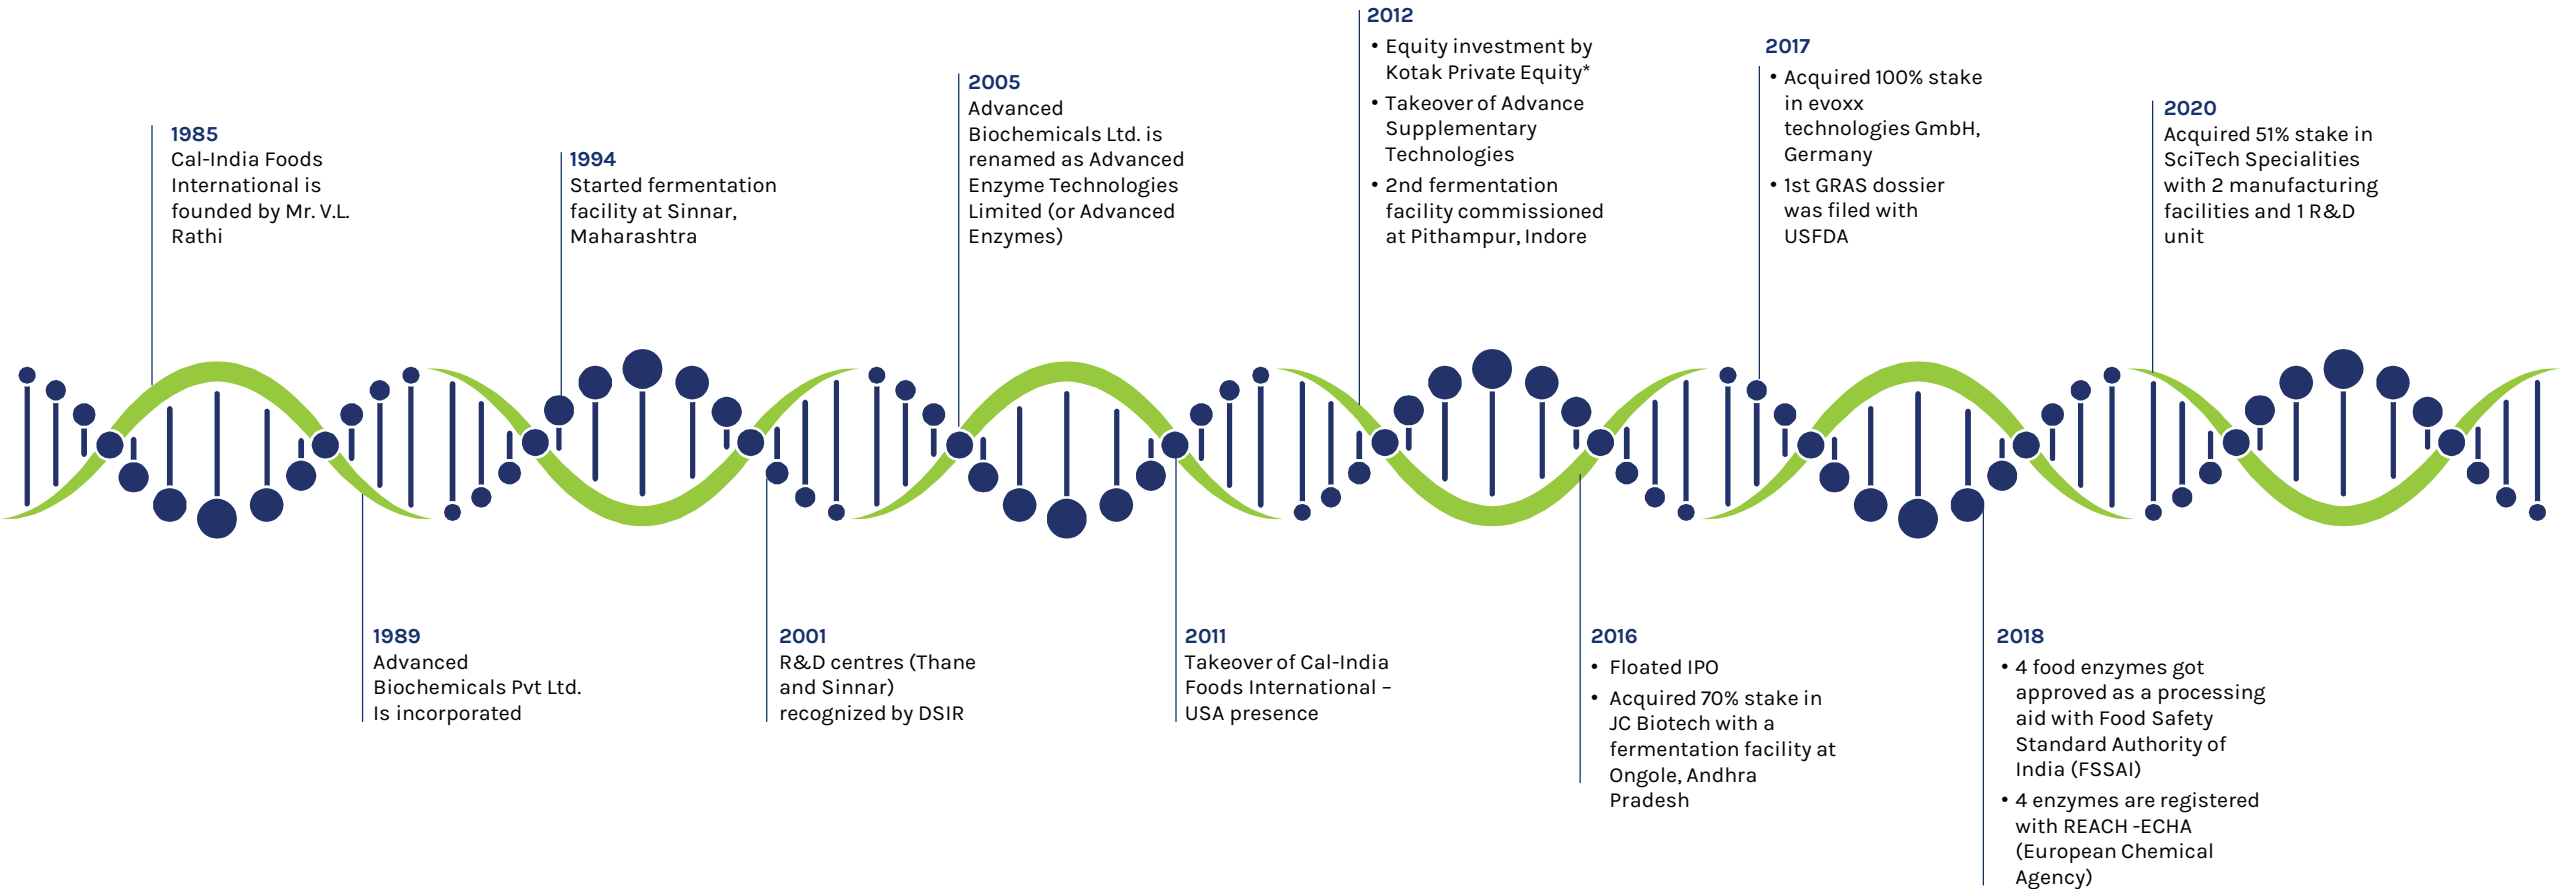 1985
Cal-India Foods
International is
founded by Mr. V.L.
Rathi
1989
Advanced
Biochemicals Pvt Ltd.
Is incorporated
1994
Started fermentation
facility at Sinnar,
Maharashtra
2001
R&D centres (Thane
and Sinnar)
recognized by DSIR
2005
Advanced
Biochemicals Ltd. is
renamed as Advanced
Enzyme Technologies
Limited (or Advanced
Enzymes)
2011
Takeover of Cal-India
Foods International –
USA presence
2012
• Equity investment by
Kotak Private Equity*
• Takeover of Advance
Supplementary
Technologies
• 2nd fermentation
facility commissioned
at Pithampur, Indore
2016
• Floated IPO
• Acquired 70% stake in
JC Biotech with a
fermentation facility at
Ongole, Andhra
Pradesh
2017
• Acquired 100% stake
in evoxx
technologies GmbH,
Germany
• 1st GRAS dossier
was filed with
USFDA
2018
• 4 food enzymes got
approved as a processing
aid with Food Safety
Standard Authority of
India (FSSAI)
• 4 enzymes are registered
with REACH -ECHA
(European Chemical
Agency)
2020
Acquired 51% stake in
SciTech Specialities
with 2 manufacturing
facilities and 1 R&D
unit